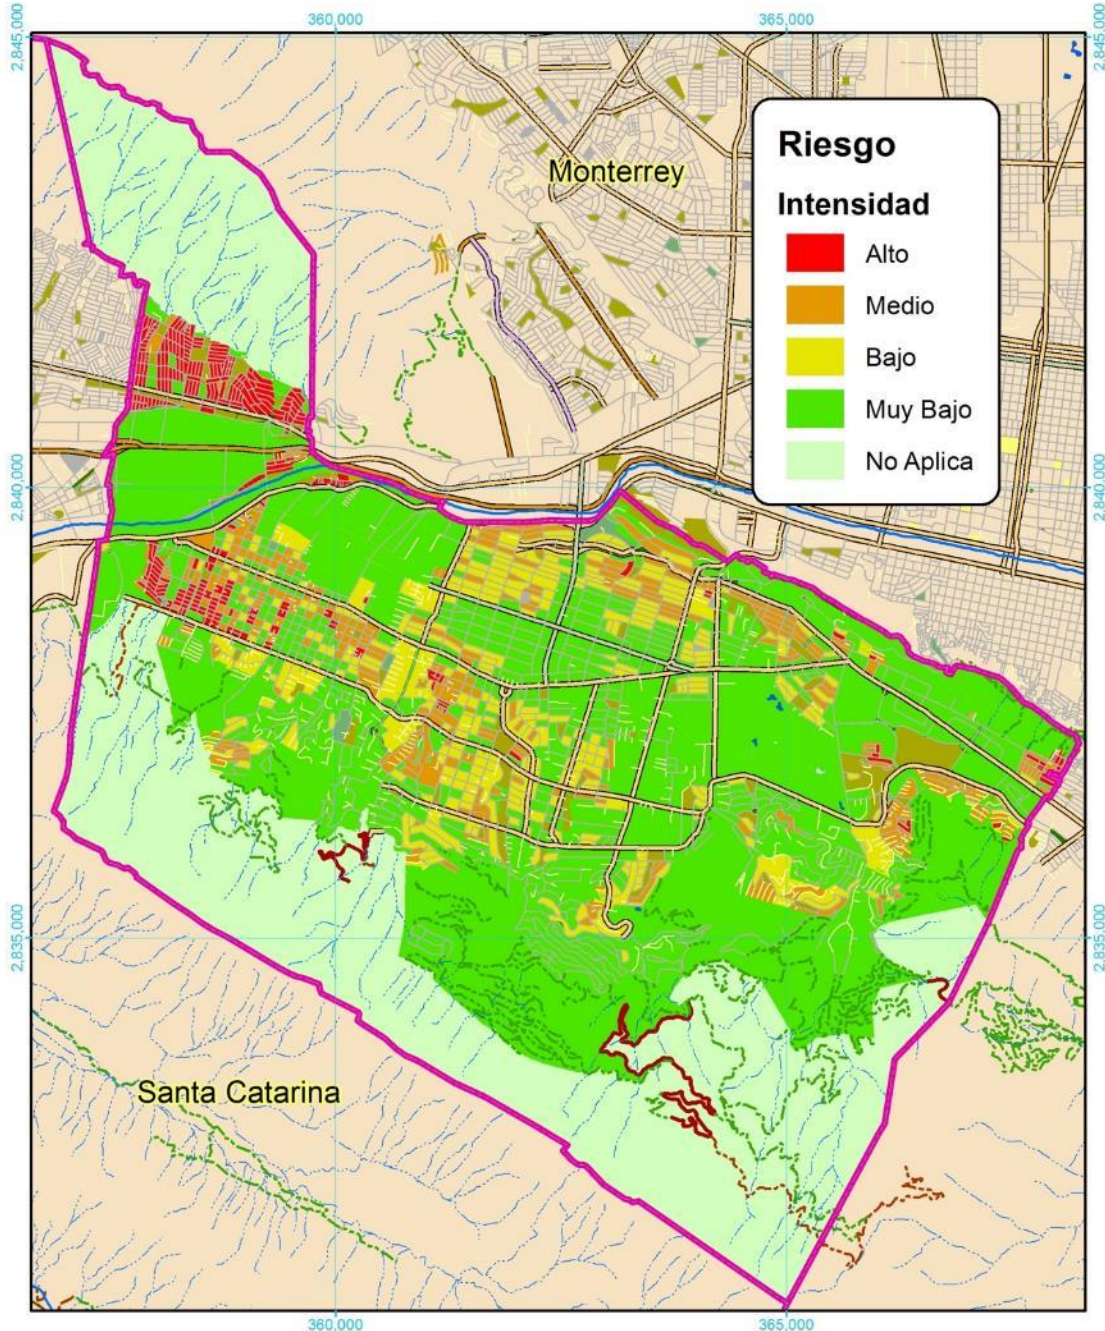 360,000
365,000
2,845,000
2,845,000
Monterrey
Riesgo
Intensidad
Alto
Medio
Bajo
Muy Bajo
No Aplica
2,840,000
2,840,000
2,835,000
2,835,000
Santa Catarina
360,000
365,000